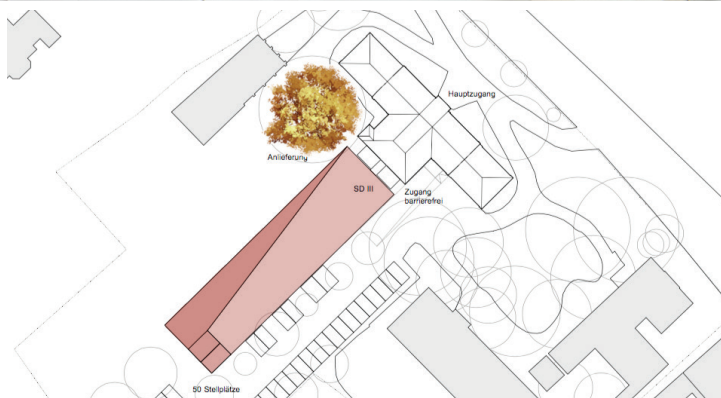 Hauptzugang
Anlieferung
SD III
Zugang
barrierefrei
50 Stellplätze